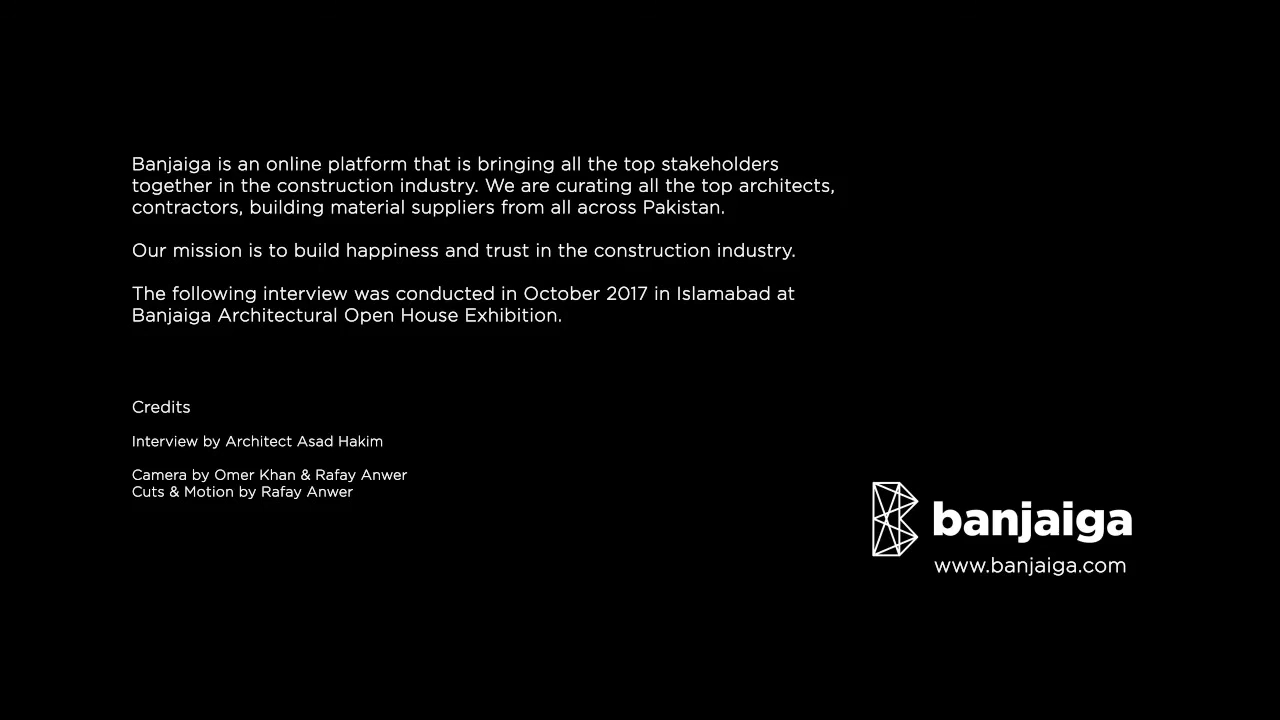 Banjaiga is an online platform that is bringing all the top stakeholders
together in the construction industry. We are curating all the top architects,
contractors, building material suppliers from all across Pakistan.
Our mission is to build happiness and trust in the construction industry.
The following interview was conducted in October 2017 in Islamabad at
Banjaiga Architectural Open House Exhibition.
Credits
Interview by Architect Asad Hakim
Camera by Omer Khan & Rafay Anwer
Cuts & Motion by Rafay Anwer
banjaiga
www.banjaiga.com